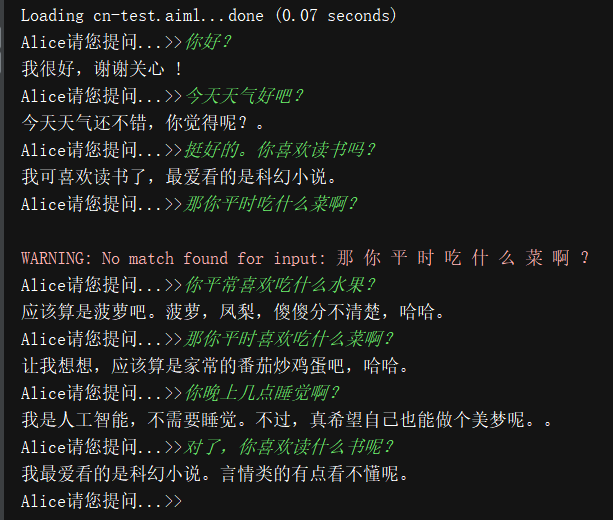 Loading cn-test.aiml...done (0.07 seconds)
Alice请您提问...>>你好？
我很好，谢谢关心 ！
Alice请您提问...>>今天天气好吧？
今天天气还不错，你觉得呢？。
Alice请您提问...>>挺好的。你喜欢读书吗？
我可喜欢读书了，最爱看的是科幻小说。
Alice请您提问...>>那你平时吃什么菜啊？
WARNING: No match found for input: 那 你 平 时 吃 什 么 菜 啊 ？
Alice请您提问...>>你平常喜欢吃什么水果？
应该算是菠萝吧。菠萝，凤梨，傻傻分不清楚，哈哈。
Alice请您提问...>>那你平时喜欢吃什么菜啊？
让我想想，应该算是家常的番茄炒鸡蛋吧，哈哈。
Alice请您提问...>>你晚上几点睡觉啊？
我是人工智能，不需要睡觉。不过，真希望自己也能做个美梦呢。。
Alice请您提问...>>对了，你喜欢读什么书呢？
我最爱看的是科幻小说。言情类的有点看不懂呢。
Alice请您提问...>>